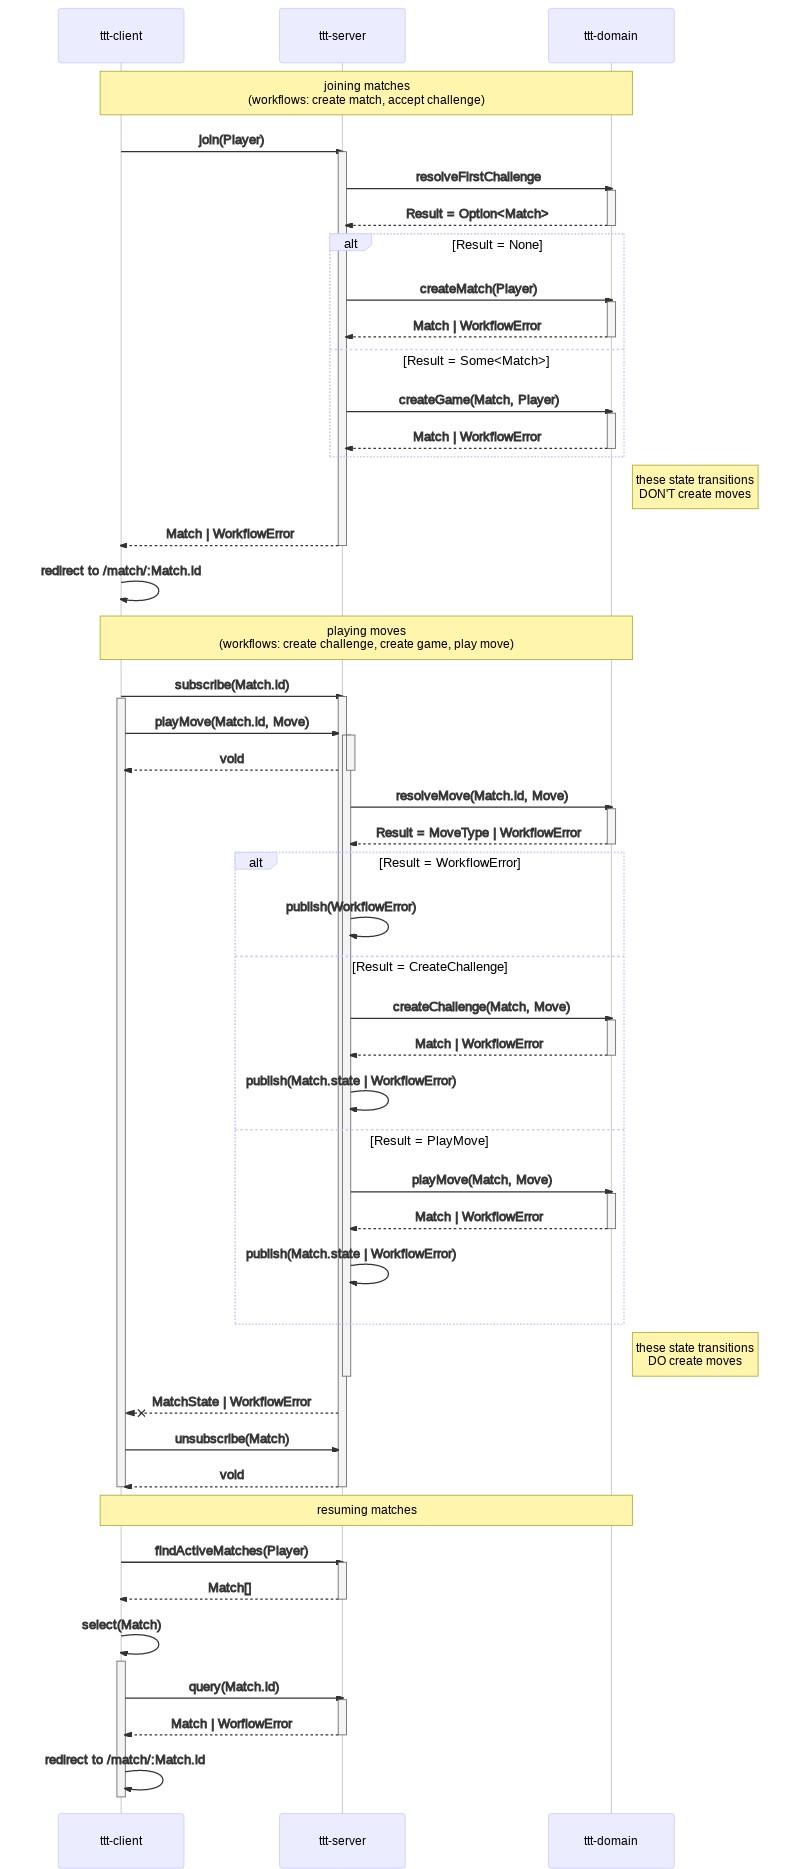 ttt-client
ttt-server
ttt-domain
joining matches
(workflows: create match, accept challenge)
join(Player)
resolveFirstChallenge
Result = Option<Match>
alt
[Result = None]
createMatch(Player)
Match | WorkflowError
[Result = Some<Match>]
createGame(Match, Player)
Match | WorkflowError
these state transitions
DON'T create moves
Match | WorkflowError
redirect to /match/:Match.id
playing moves
(workflows: create challenge, create game, play move)
subscribe(Match.id)
playMove(Match.id, Move)
void
resolveMove(Match.id, Move)
Result = MoveType | WorkflowError
alt
[Result = WorkflowError]
publish(WorkflowError)
[Result = CreateChallenge]
createChallenge(Match, Move)
Match | WorkflowError
publish(Match.state | WorkflowError)
[Result = PlayMove]
playMove(Match, Move)
Match | WorkflowError
publish(Match.state | WorkflowError)
these state transitions
DO create moves
MatchState | WorkflowError
unsubscribe(Match)
void
resuming matches
findActiveMatches(Player)
Match[]
select(Match)
query(Match.id)
Match | WorflowError
redirect to /match/:Match.id
ttt-client
ttt-server
ttt-domain